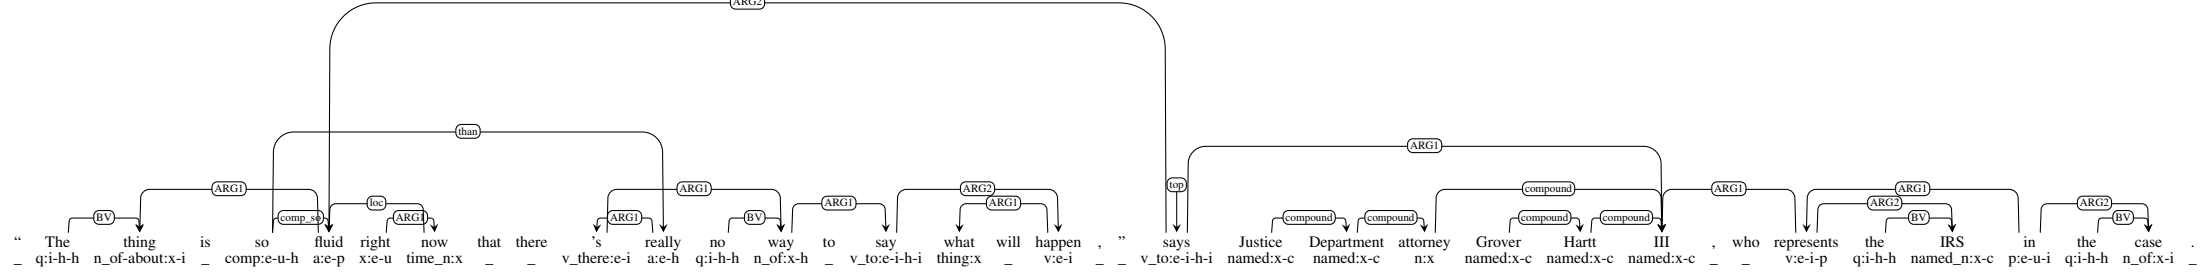 ARG2
than
ARG1
top
ARG1 ARG1 ARG2 compound ARG1 ARG1
loc ARG1 ARG1 ARG2 ARG2
BV comp_so ARG1 ARG1 BV compound compound compound compound BV BV
“ The thing is so fluid right now that there ’s really no way to say what will happen , ” says Justice Department attorney Grover Hartt III , who represents the IRS in the case .
_ q:i-h-h n_of-about:x-i _ comp:e-u-h a:e-p x:e-u time_n:x _ _ v_there:e-i a:e-h q:i-h-h n_of:x-h _ v_to:e-i-h-i thing:x _ v:e-i _ _ v_to:e-i-h-i named:x-c named:x-c n:x named:x-c named:x-c named:x-c _ _ v:e-i-p q:i-h-h named_n:x-c p:e-u-i q:i-h-h n_of:x-i _